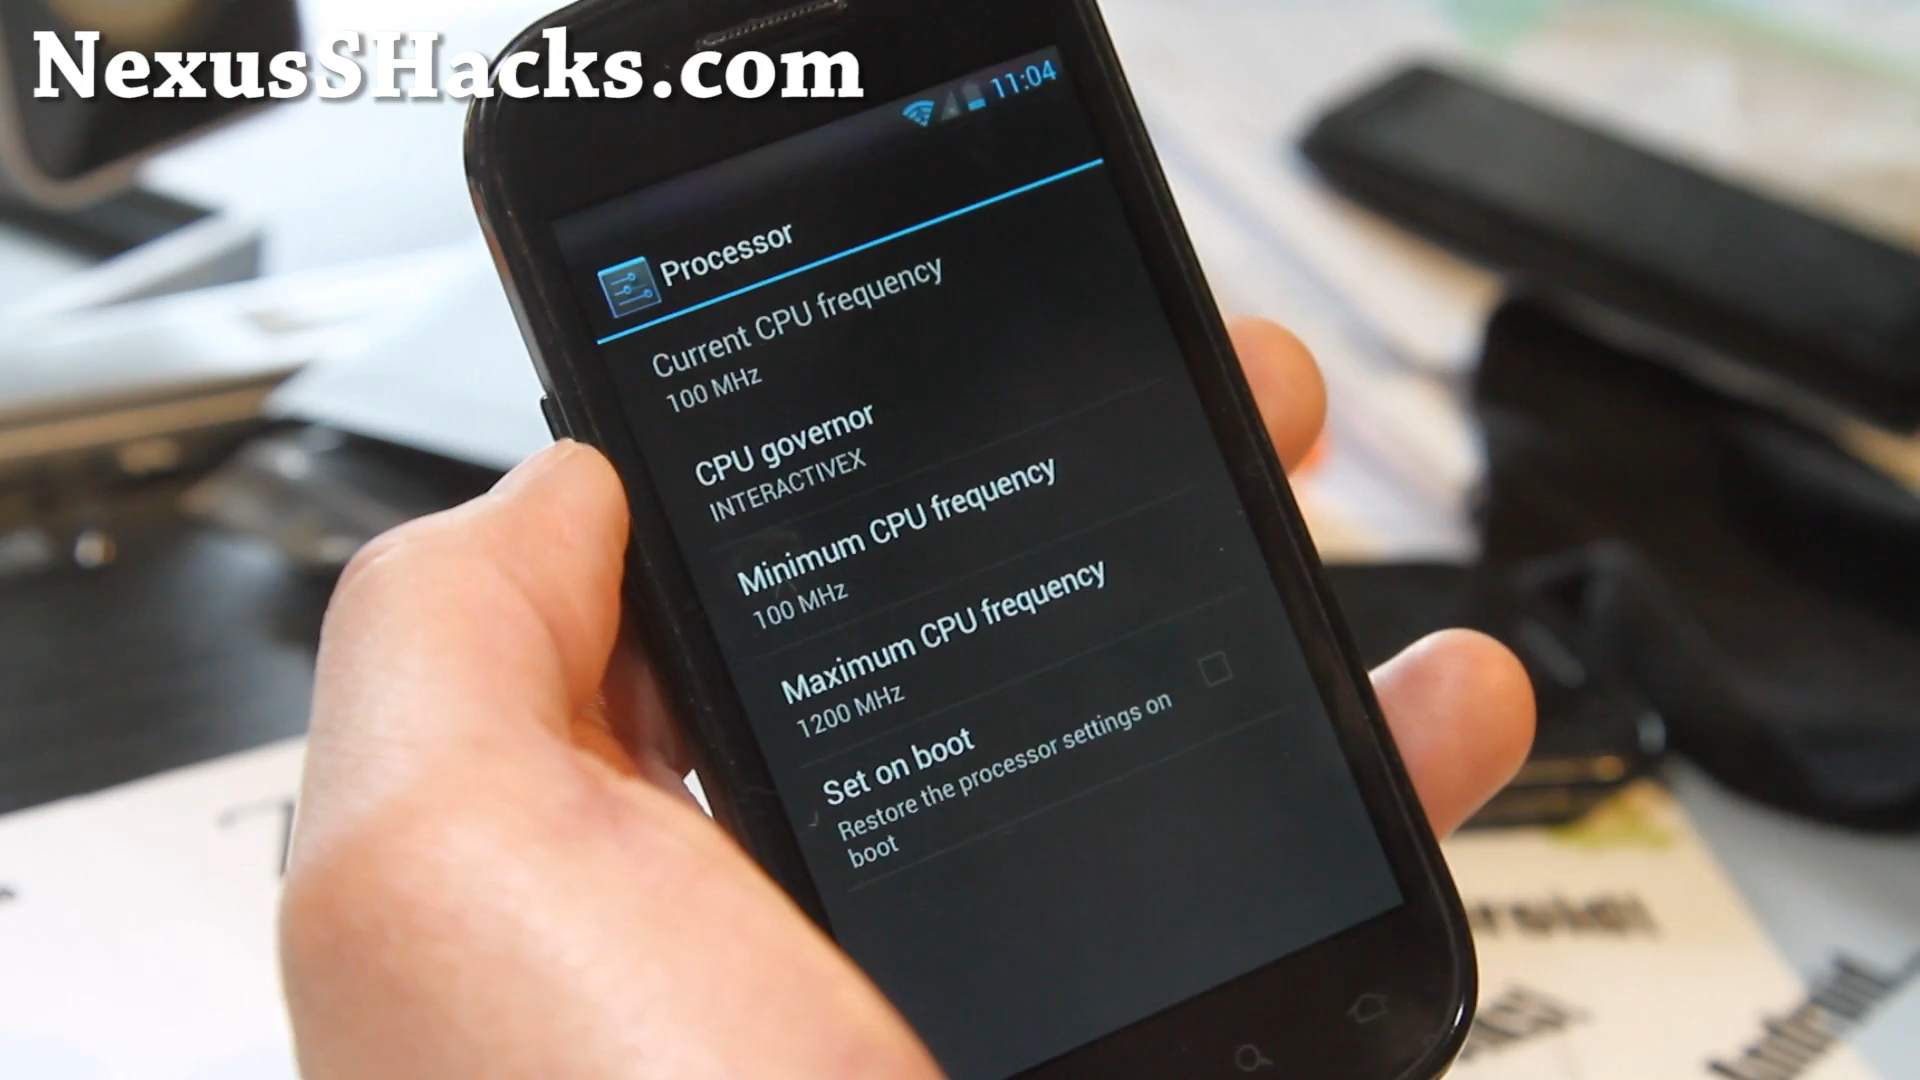 NexusSHacks.com
11:04
Processor
Current CPU frequency
100 MHz
CPU governor
INTERACTIVEX
Minimum CPU frequency
100 MHz
Maximum CPU frequency
1200 MHz
Set on boot
Restore the processor settings on
boot